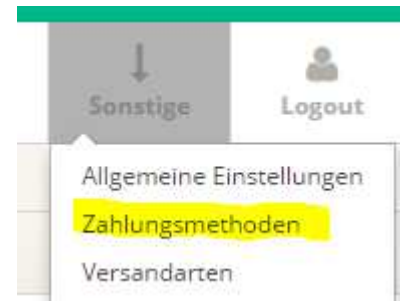 Sonstige
Logout
Allgemeine Einstellungen
Zahlungsmethoden
Versandarten